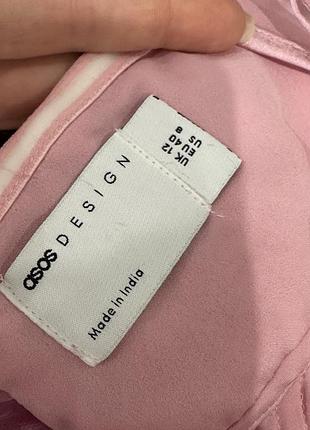 asos DESIGN
Made in India
UK 12
EU 40
US 8